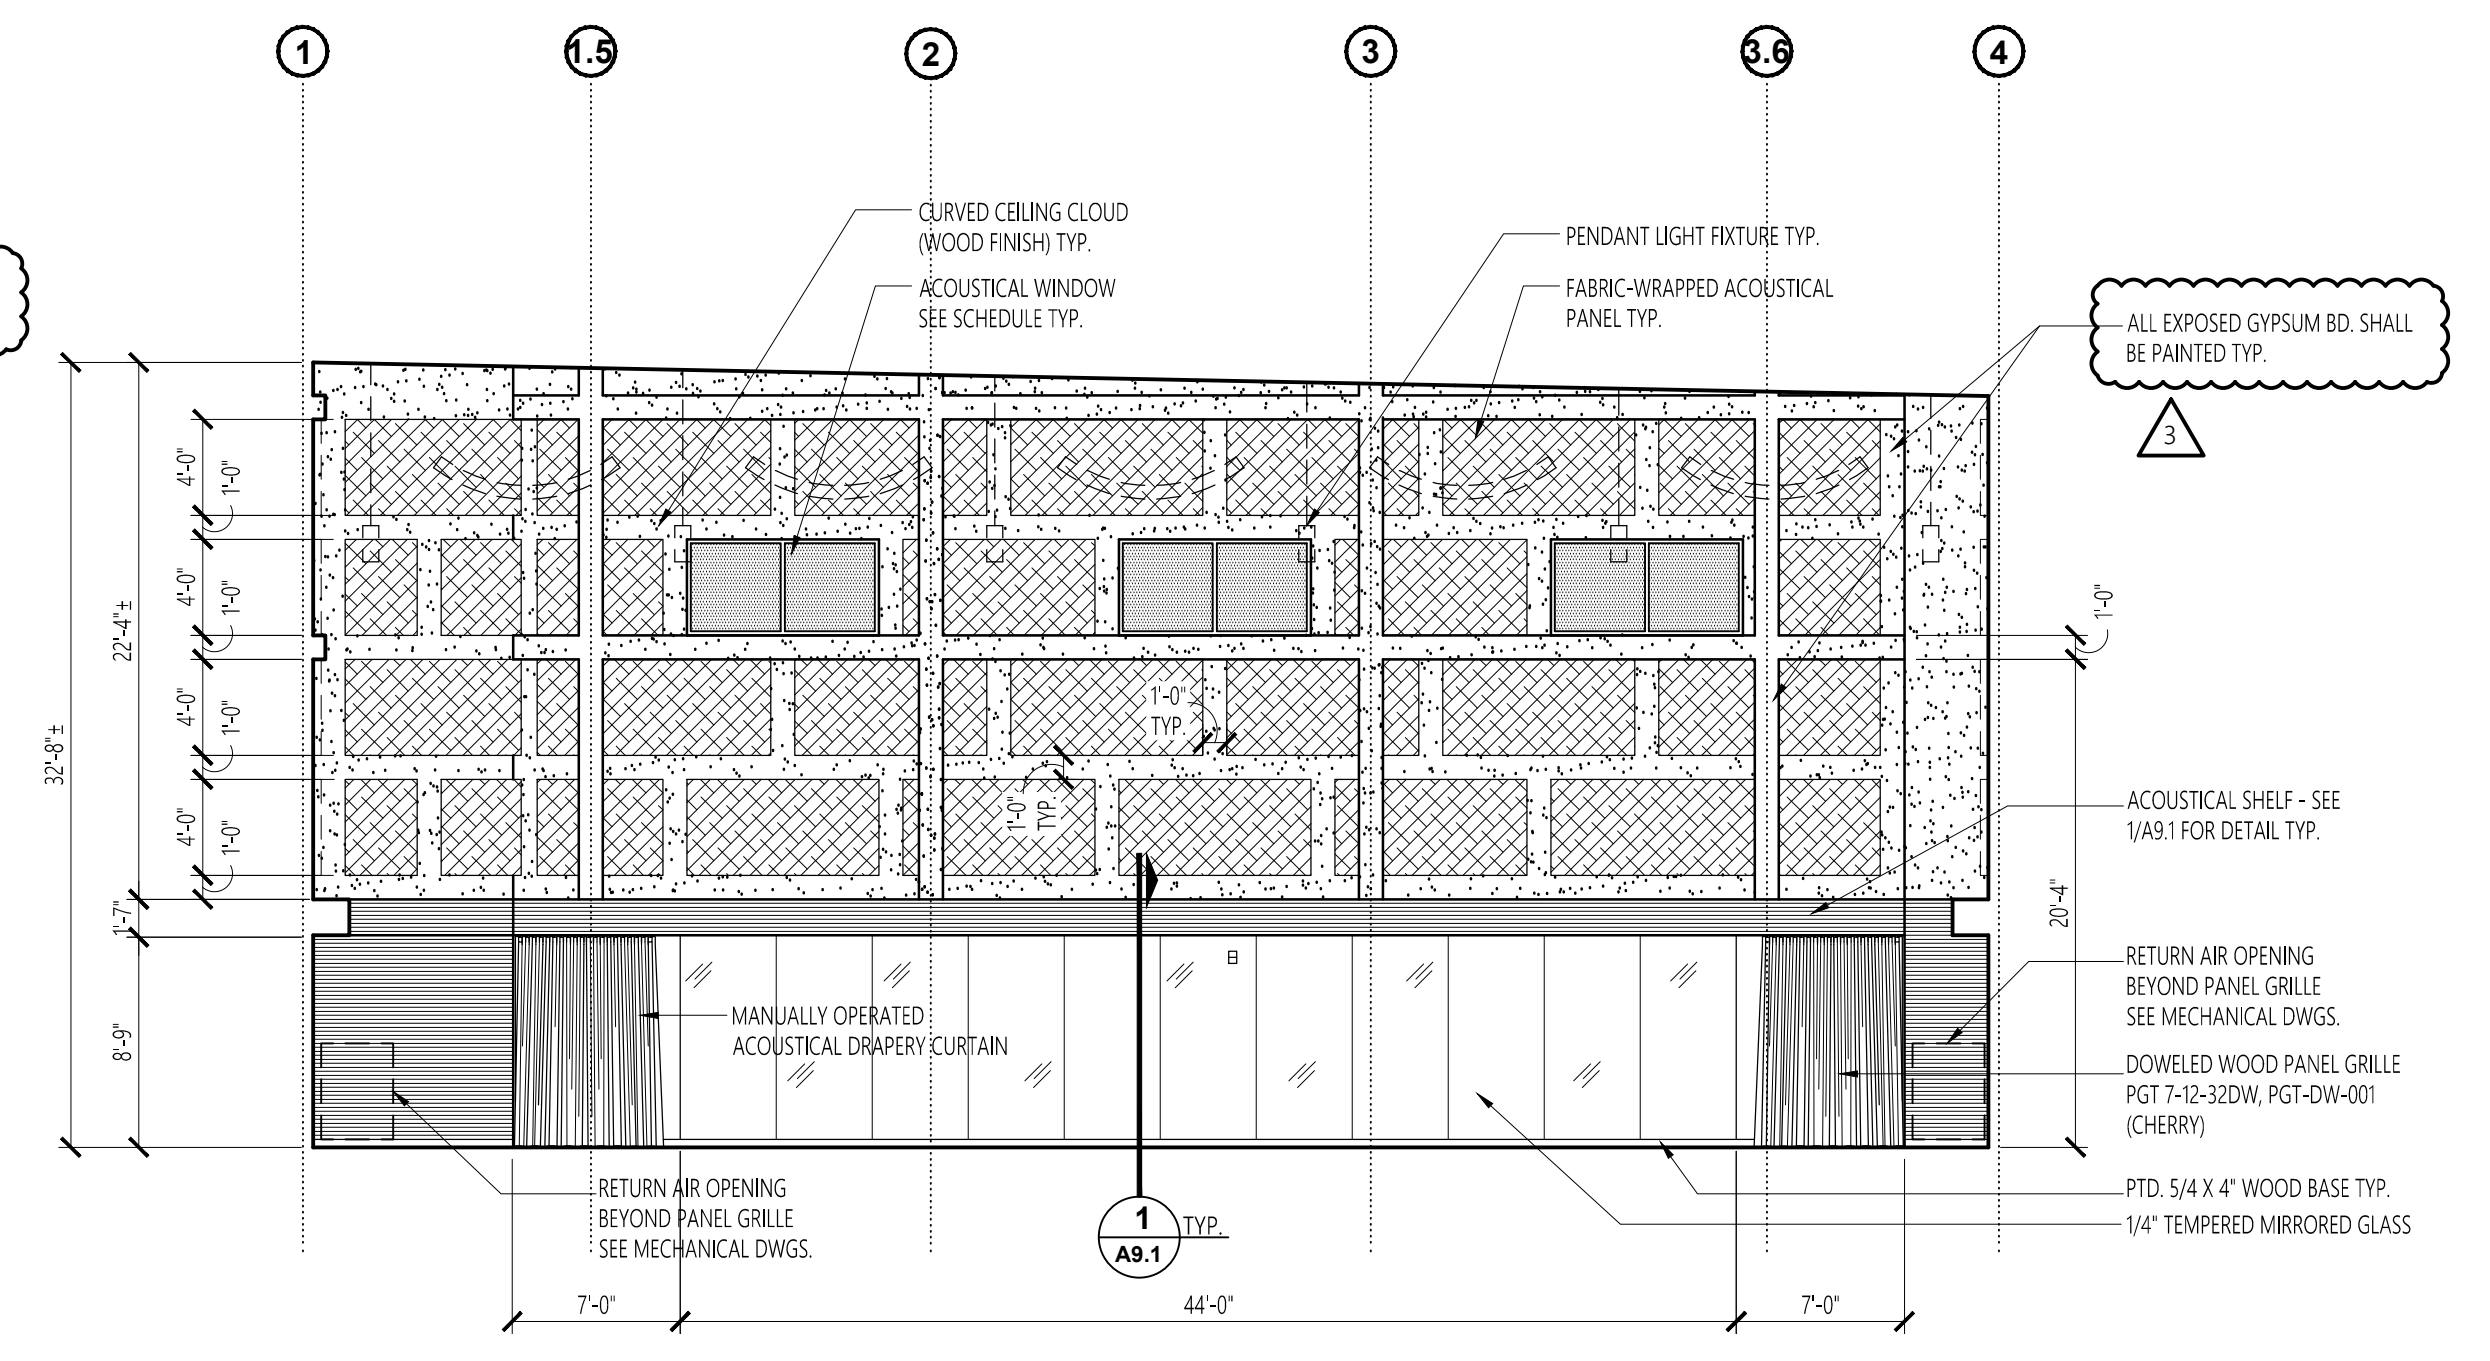 1
1.5
2
3
3.6
4
CURVED CEILING CLOUD
(WOOD FINISH) TYP.
ACOUSTICAL WINDOW
SEE SCHEDULE TYP.
PENDANT LIGHT FIXTURE TYP.
FABRIC-WRAPPED ACOUSTICAL
PANEL TYP.
ALL EXPOSED GYPSUM BD. SHALL
BE PAINTED TYP.
3
4'-0"
1'-0"
4'-0"
1'-0"
4'-0"
1'-0"
4'-0"
1'-0"
22'-4"±
32'-8"±
1'-7"
8'-9"
1'-0"
TYP.
1'-0"
TYP.
1'-0"
20'-4"
ACOUSTICAL SHELF - SEE
1/A9.1 FOR DETAIL TYP.
RETURN AIR OPENING
BEYOND PANEL GRILLE
SEE MECHANICAL DWGS.
MANUALLY OPERATED
ACOUSTICAL DRAPERY CURTAIN
DOWELED WOOD PANEL GRILLE
PGT 7-12-32DW, PGT-DW-001
(CHERRY)
PTD. 5/4 X 4" WOOD BASE TYP.
1/4" TEMPERED MIRRORED GLASS
RETURN AIR OPENING
BEYOND PANEL GRILLE
SEE MECHANICAL DWGS.
1
A9.1
TYP.
7'-0"
44'-0"
7'-0"